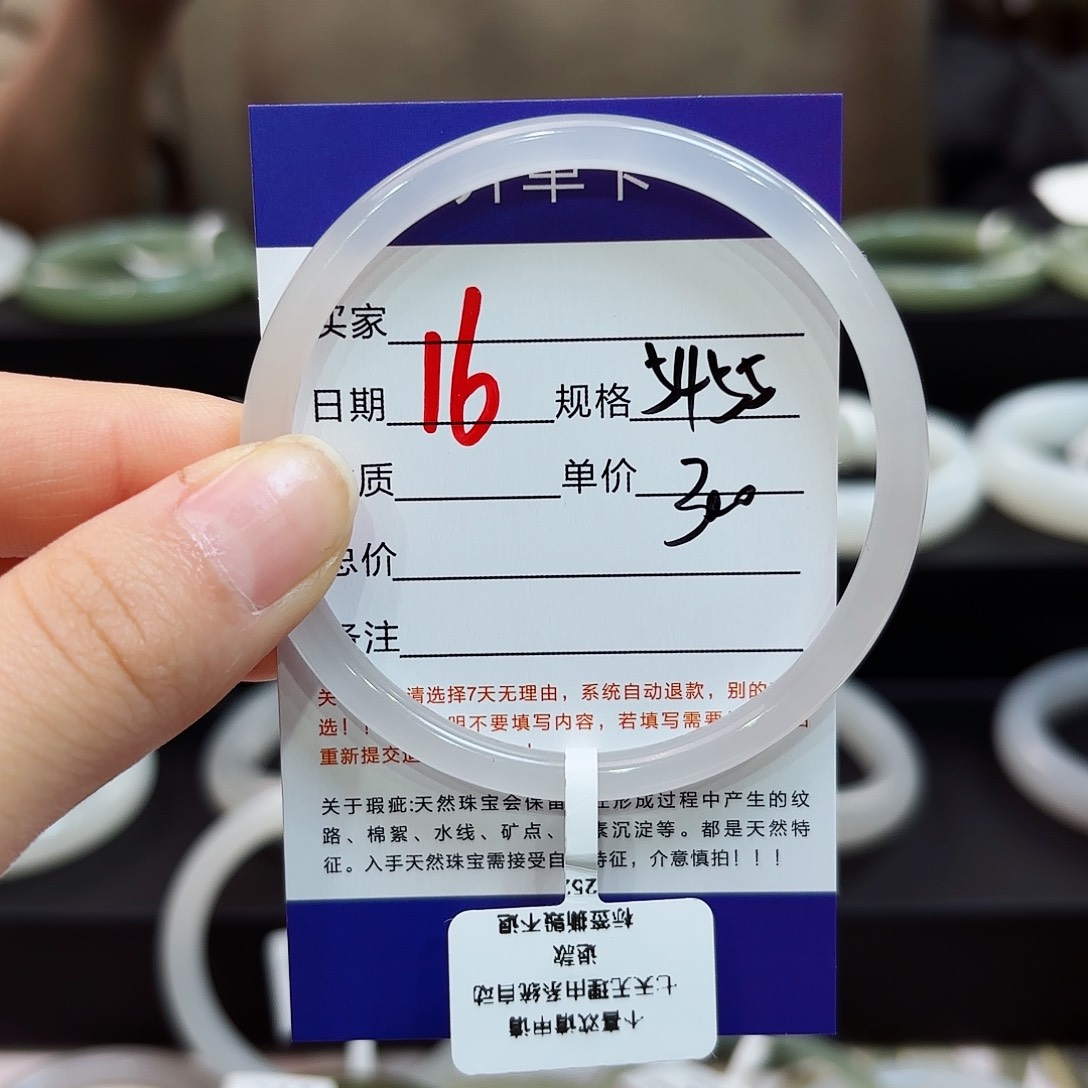 开单卡
买家
日期 16 规格 5455
质 单价 300
总价
备注
关 请选择7天无理由，系统自动退款，别的
选！ 明不要填写内容，若填写需要
重新提交
关于瑕疵:天然珠宝会保留 形成过程中产生的纹
路、棉絮、水线、矿点、 素沉淀等。都是天然特
征。入手天然珠宝需接受自 特征，介意慎拍！！！
不喜欢请申请
七天无理由系统自动
退款
标签撕毁不退